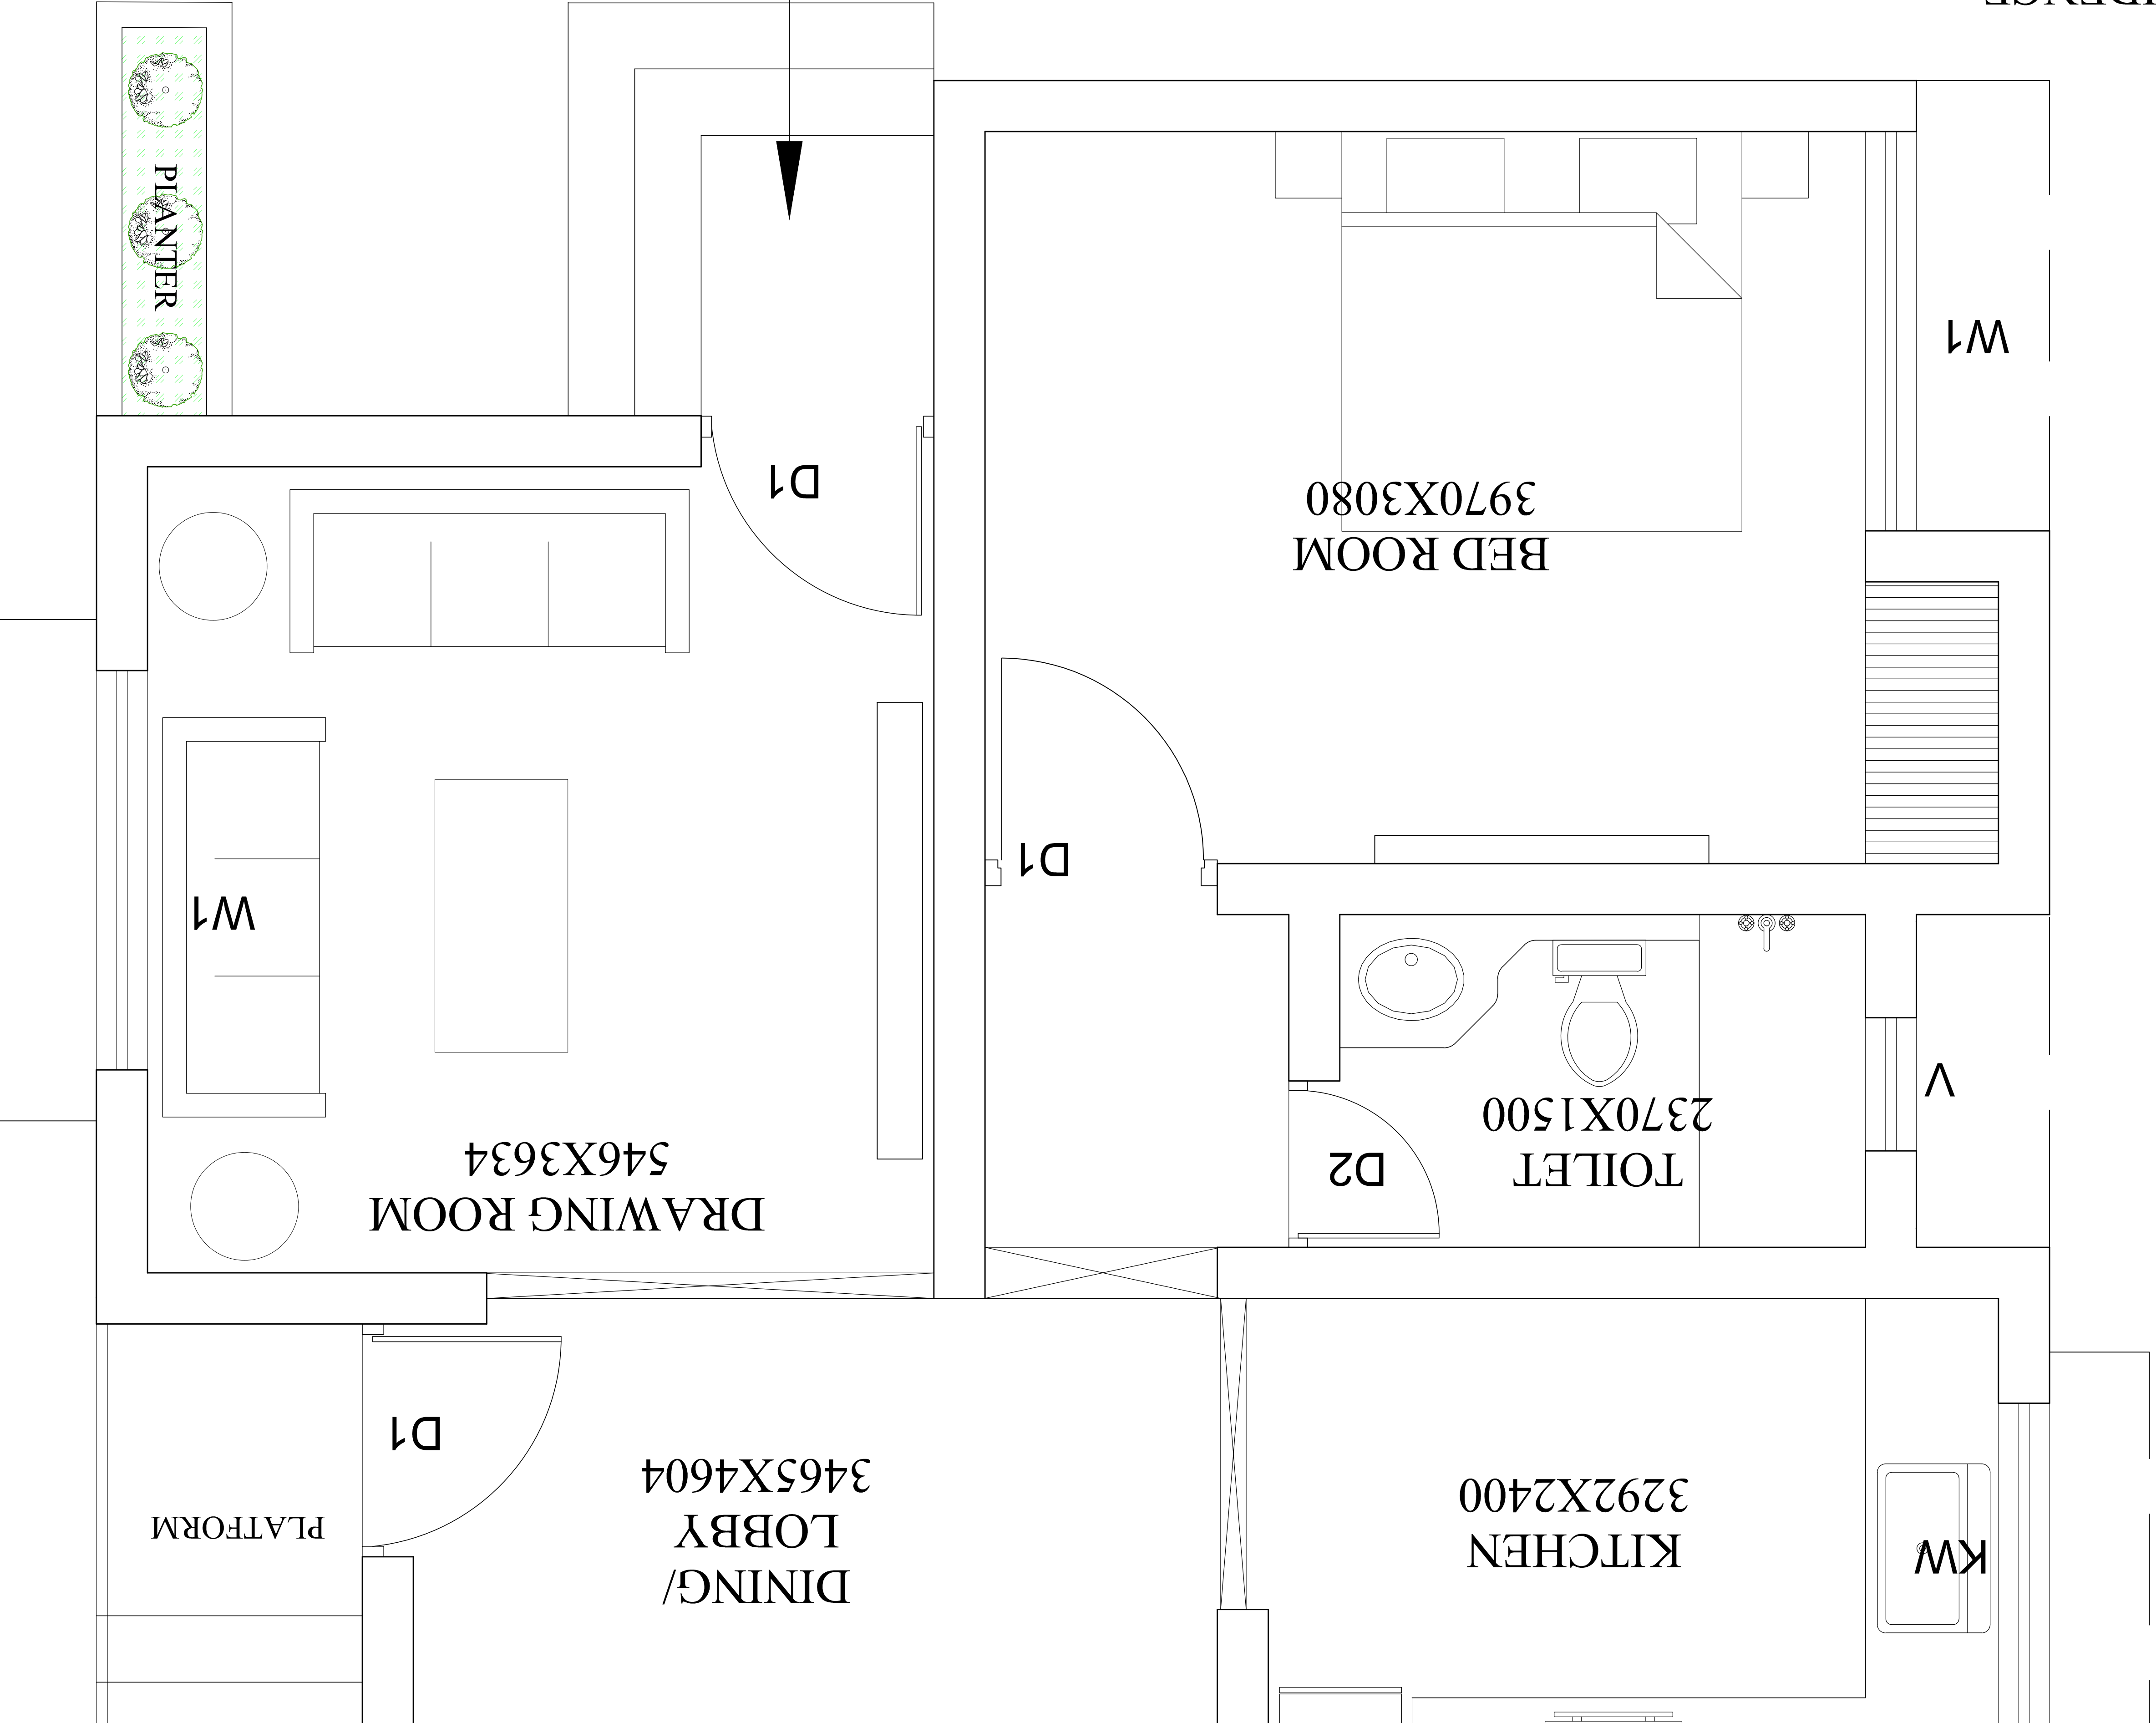 KW
KITCHEN
3292X2400
DINING/
LOBBY
3465X4604
PLATFORM
D1
DRAWING ROOM
546X3634
TOILET
2370X1500
D2
V
W1
D1
BED ROOM
3970X3080
D1
W1
PLANTER